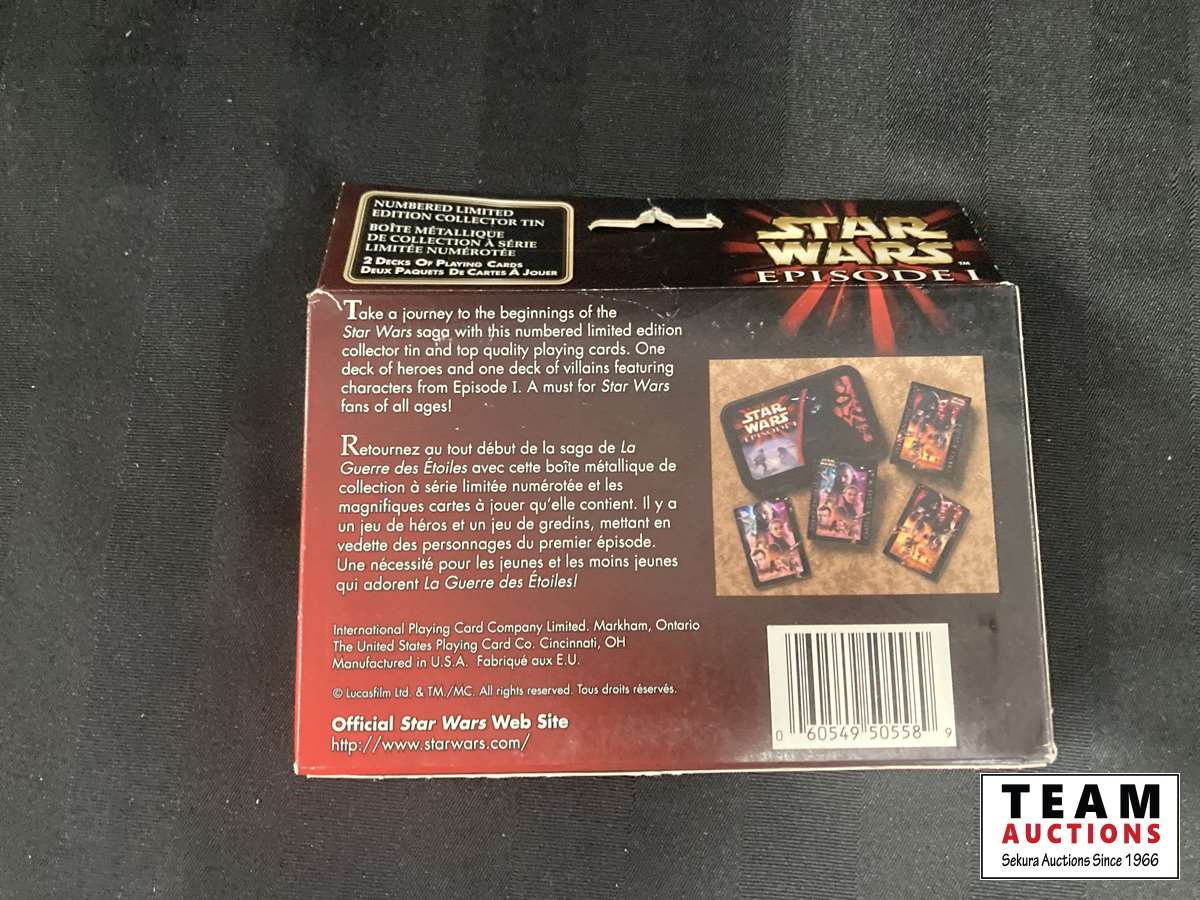 NUMBERED LIMITED
EDITION COLLECTOR TIN
BOÎTE MÉTALLIQUE
DE COLLECTION À SÉRIE
LIMITÉE NUMÉROTÉE
2 DECKS OF PLAYING CARDS
DEUX PAQUETS DE CARTES À JOUER
STAR
WARS
EPISODE I
TM
Take a journey to the beginnings of the
Star Wars saga with this numbered limited edition
collector tin and top quality playing cards. One
deck of heroes and one deck of villains featuring
characters from Episode I. A must for Star Wars
fans of all ages!
Retournez au tout début de la saga de La
Guerre des Étoiles avec cette boîte métallique de
collection à série limitée numérotée et les
magnifiques cartes à jouer qu'elle contient. Il y a
un jeu de héros et un jeu de gredins, mettant en
vedette des personnages du premier épisode.
Une nécessité pour les jeunes et les moins jeunes
qui adorent La Guerre des Étoiles!
STAR
WARS
EPISODE I
International Playing Card Company Limited. Markham, Ontario
The United States Playing Card Co. Cincinnati, OH
Manufactured in U.S.A. Fabriqué aux E.U.
© Lucasfilm Ltd. & TM./MC. All rights reserved. Tous droits réservés.
Official Star Wars Web Site
http://www.starwars.com/
0 60549 50558 9
TEAM
AUCTIONS
Sekura Auctions Since 1966